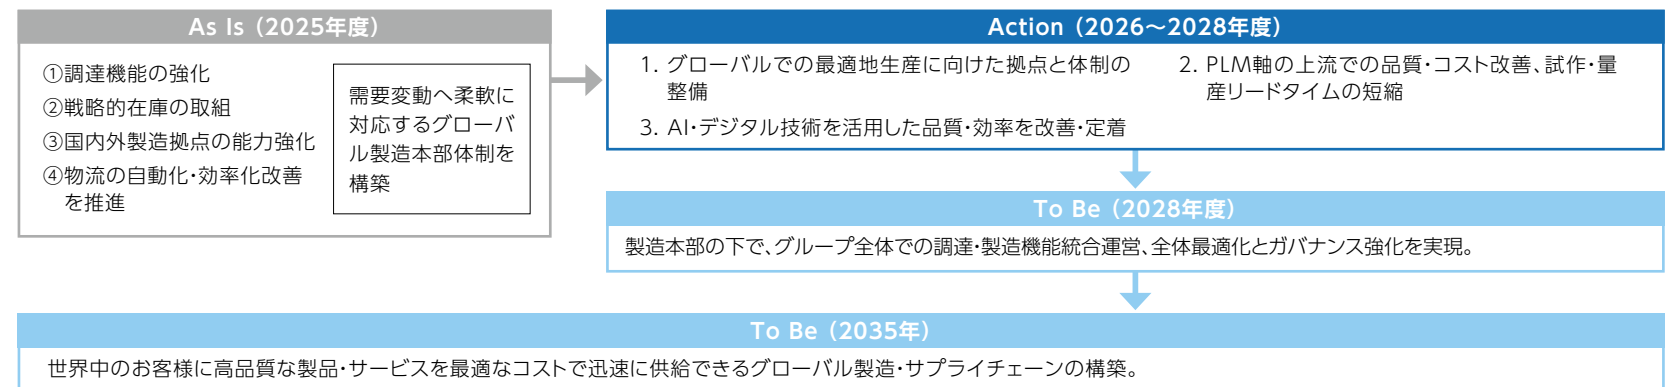 As Is（2025年度）
①調達機能の強化
②戦略的在庫の取組
③国内外製造拠点の能力強化
④物流の自動化・効率化改善
を推進
需要変動へ柔軟に
対応するグローバ
ル製造本部体制を
構築
Action（2026～2028年度）
1. グローバルでの最適地生産に向けた拠点と体制の
整備
2. PLM軸の上流での品質・コスト改善、試作・量
産リードタイムの短縮
3. AI・デジタル技術を活用した品質・効率を改善・定着
To Be（2028年度）
製造本部の下で、グループ全体での調達・製造機能統合運営、全体最適化とガバナンス強化を実現。
To Be（2035年）
世界中のお客様に高品質な製品・サービスを最適なコストで迅速に供給できるグローバル製造・サプライチェーンの構築。